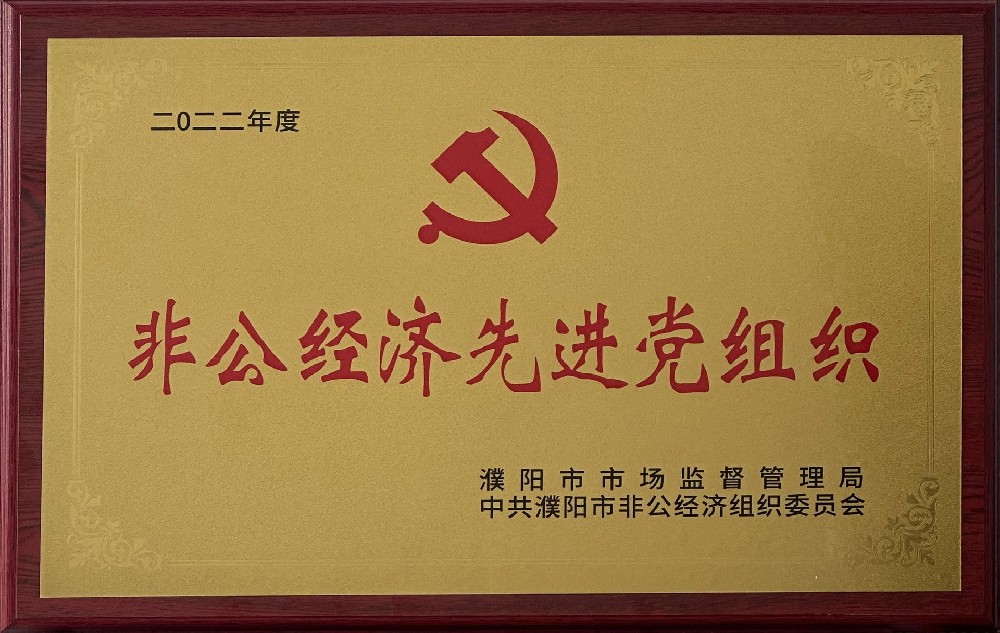 二0二二年度
非公经济先进党组织
濮阳市市场监督管理局
中共濮阳市非公经济组织委员会